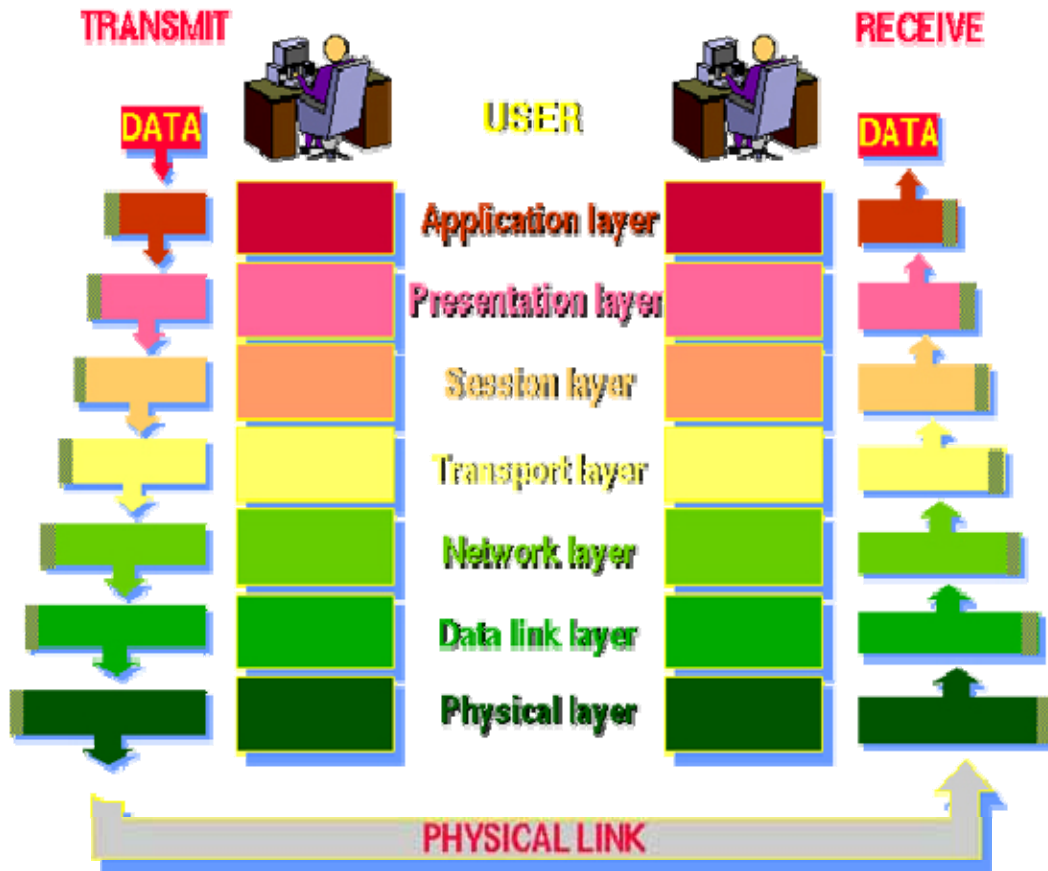 TRANSMIT
RECEIVE
USER
DATA
DATA
Application layer
Presentation layer
Session layer
Transport layer
Network layer
Data link layer
Physical layer
PHYSICAL LINK